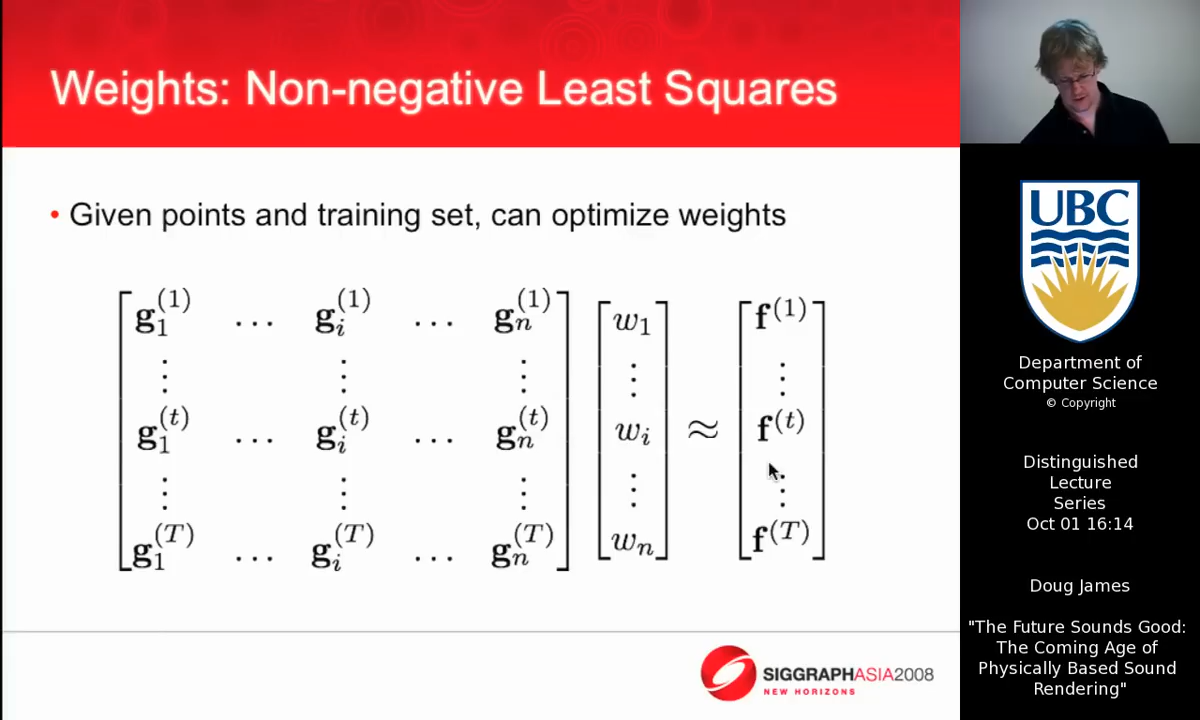 Weights: Non-negative Least Squares
• Given points and training set, can optimize weights
g₁⁽¹⁾ … gᵢ⁽¹⁾ … gₙ⁽¹⁾ w₁ f⁽¹⁾
⋮ ⋮ ⋮ ⋮ ⋮
g₁⁽ᵗ⁾ … gᵢ⁽ᵗ⁾ … gₙ⁽ᵗ⁾ wᵢ ≈ f⁽ᵗ⁾
⋮ ⋮ ⋮ ⋮ ⋮
g₁⁽ᵀ⁾ … gᵢ⁽ᵀ⁾ … gₙ⁽ᵀ⁾ wₙ f⁽ᵀ⁾
SIGGRAPHASIA2008
NEW HORIZONS
UBC
Department of
Computer Science
© Copyright
Distinguished
Lecture
Series
Oct 01 16:14
Doug James
"The Future Sounds Good:
The Coming Age of
Physically Based Sound
Rendering"